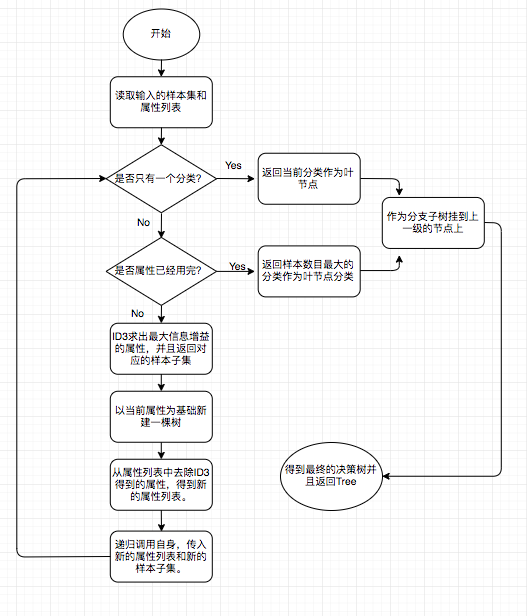 开始
读取输入的样本集和
属性列表
是否只有一个分类?
Yes
返回当前分类作为叶
节点
作为分支子树挂到上
一级的节点上
No
是否属性已经用完?
Yes
返回样本数目最大的
分类作为叶节点分类
No
ID3求出最大信息增益
的属性，并且返回对
应的样本子集
以当前属性为基础新
建一棵树
从属性列表中去除ID3
得到的属性，得到新
的属性列表。
得到最终的决策树并
且返回Tree
递归调用自身，传入
新的属性列表和新的
样本子集。